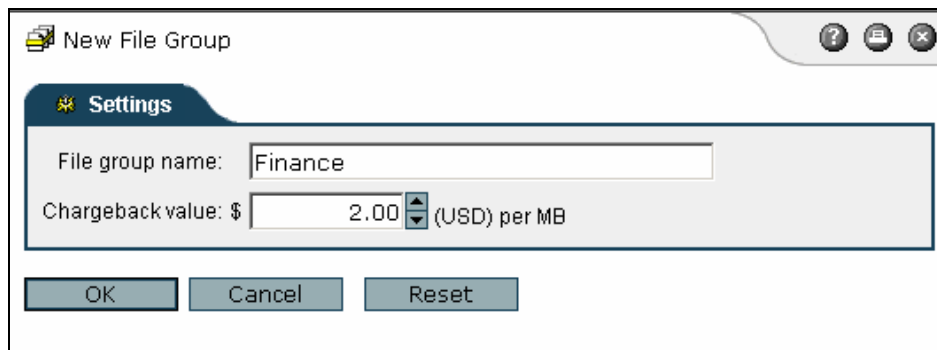 New File Group
Settings
File group name: Finance
Chargeback value: $ 2.00 (USD) per MB
OK Cancel Reset